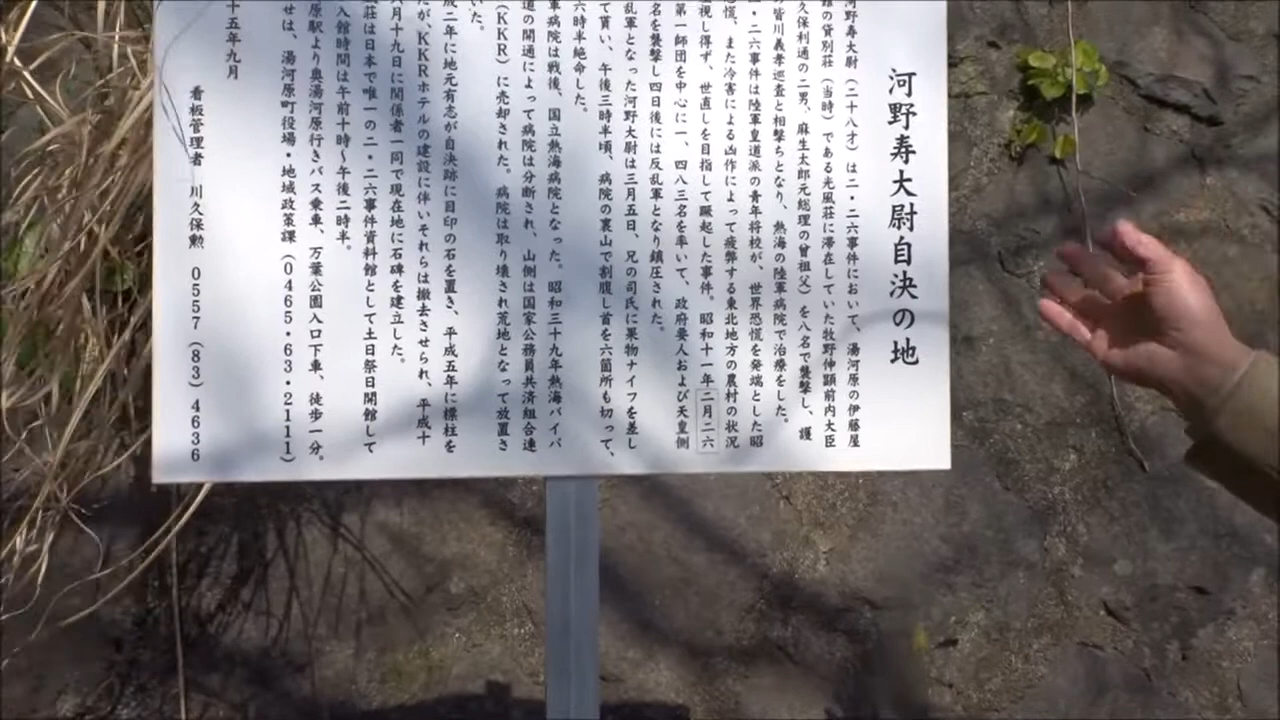 河野寿大尉自決の地
河野寿大尉(二十八才)は二・二六事件において、湯河原の伊藤屋
館の貸別荘(当時)である光風荘に滞在していた牧野伸顕前内大臣
久保利通の二男、麻生太郎元総理の曾祖父)を八名で襲撃し、護
皆川義孝巡査と相撃ちとなり、熱海の陸軍病院で治療をした。
・二六事件は陸軍皇道派の青年将校が、世界恐慌を発端とした昭
恐慌、また冷害による凶作によって疲弊する東北地方の農村の状況
視し得ず、世直しを目指して蹶起した事件。昭和十一年二月二六
第一師団を中心に一、四八三名を率いて、政府要人および天皇側
名を襲撃し四日後には反乱軍となり鎮圧された。
乱軍となった河野大尉は三月五日、兄の司氏に果物ナイフを差し
て貰い、午後三時半頃、病院の裏山で割腹し首を六箇所も切って、
六時半絶命した。
軍病院は戦後、国立熱海病院となった。昭和三十九年熱海バイパ
道の開通によって病院は分断され、山側は国家公務員共済組合連
(KKR)に売却された。病院は取り壊され荒地となって放置さ
いた。
成二年に地元有志が自決跡に目印の石を置き、平成五年に標柱を
が、KKRホテルの建設に伴いそれらは撤去させられ、平成十
月十九日に関係者一同で現在地に石碑を建立した。
荘は日本で唯一の二・二六事件資料館として土日祭日開館して
入館時間は午前十時~午後二時半。
原駅より奥湯河原行きバス乗車、万葉公園入口下車、徒歩一分。
せは、湯河原町役場・地域政策課(0465・63・2111)
十五年九月
看板管理者 川久保勲 0557(83)4636